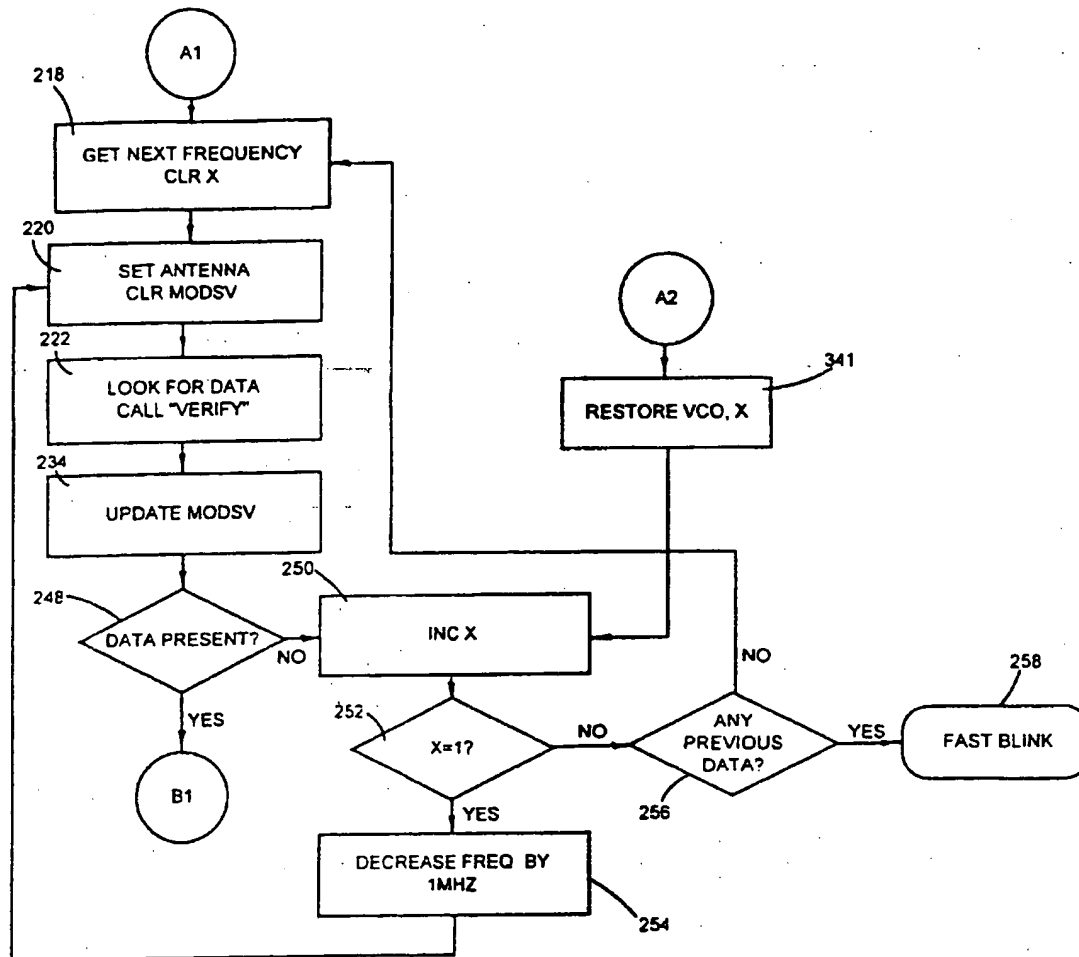 A1
218
GET NEXT FREQUENCY
CLR X
220
SET ANTENNA
CLR MODSV
A2
222
LOOK FOR DATA
CALL "VERIFY"
341
RESTORE VCO, X
234
UPDATE MODSV
248
DATA PRESENT?
NO
YES
B1
250
INC X
252
X=1?
NO
YES
NO
ANY
PREVIOUS
DATA?
256
YES
258
FAST BLINK
DECREASE FREQ BY
1MHZ
254